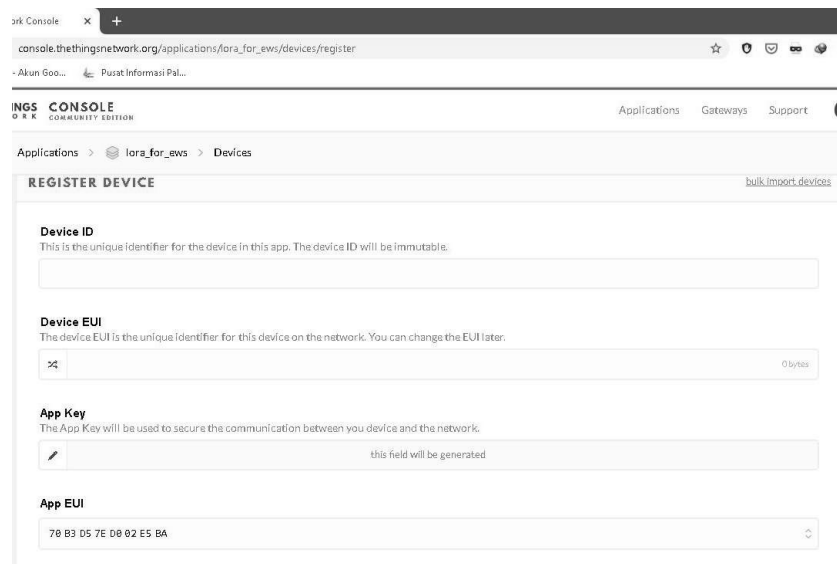 ork Console × +
console.thethingsnetwork.org/applications/lora_for_ews/devices/register
- Akun Goo... Pusat Informasi Pal...
INGS CONSOLE
ORK COMMUNITY EDITION
Applications Gateways Support
Applications > lora_for_ews > Devices
REGISTER DEVICE
bulk import devices
Device ID
This is the unique identifier for the device in this app. The device ID will be immutable.
Device EUI
The device EUI is the unique identifier for this device on the network. You can change the EUI later.
0 bytes
App Key
The App Key will be used to secure the communication between you device and the network.
this field will be generated
App EUI
70 B3 D5 7E D0 02 E5 BA